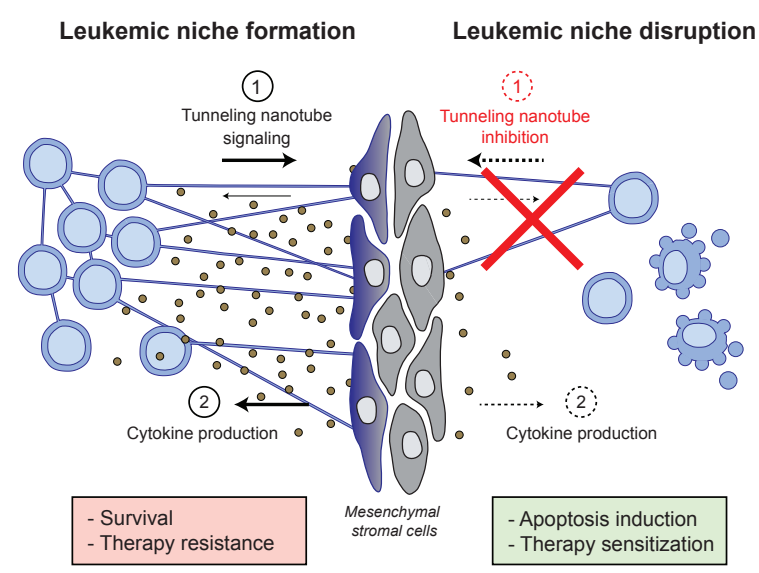 Leukemic niche formation
Leukemic niche disruption
1
Tunneling nanotube
signaling
1
Tunneling nanotube
inhibition
2
Cytokine production
2
Cytokine production
- Survival
- Therapy resistance
Mesenchymal
stromal cells
- Apoptosis induction
- Therapy sensitization